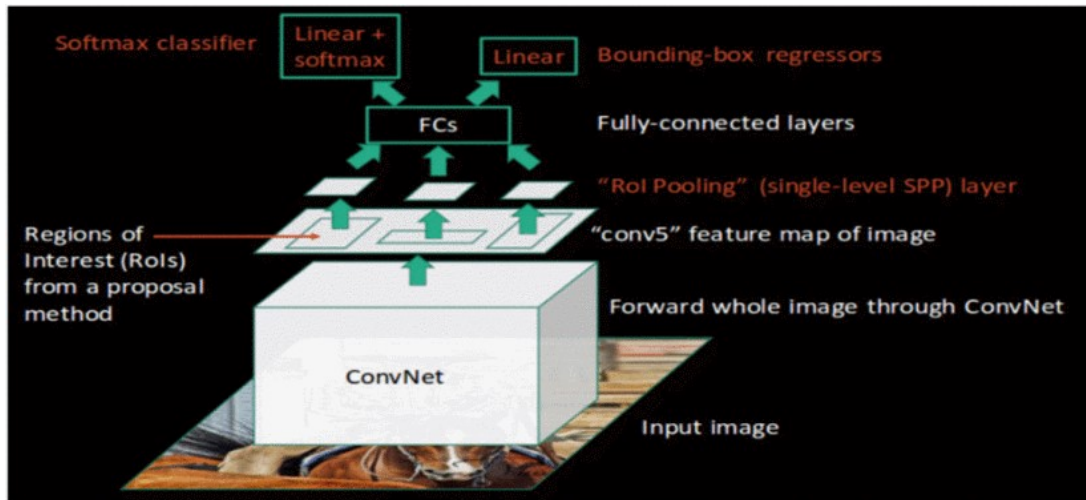 Softmax classifier
Linear +
softmax
Linear
Bounding-box regressors
FCs
Fully-connected layers
“RoI Pooling” (single-level SPP) layer
Regions of
Interest (RoIs)
from a proposal
method
“conv5” feature map of image
Forward whole image through ConvNet
ConvNet
Input image